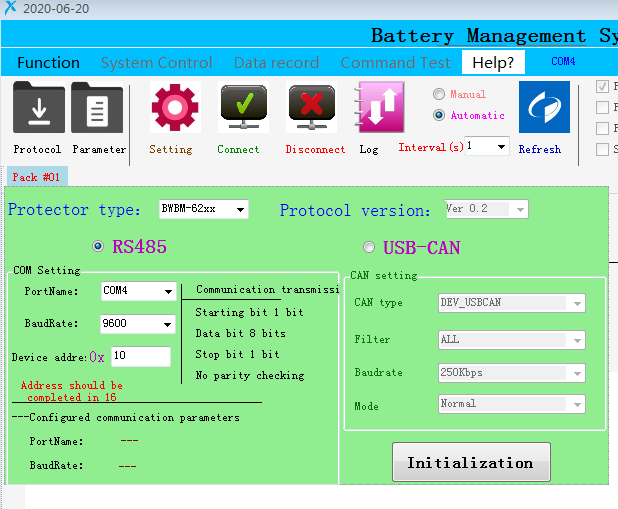 2020-06-20
Battery Management Sy
Function System Control Data record Command Test Help? COM4
Manual
Automatic
Protocol Parameter Setting Connect Disconnect Log Interval(s) 1 Refresh
Pack #01
Protector type: BWBM-62xx Protocol version: Ver 0.2
RS485 USB-CAN
COM Setting
PortName: COM4
BaudRate: 9600
Device addre: 0x 10
Address should be
completed in 16
Communication transmissi
Starting bit 1 bit
Data bit 8 bits
Stop bit 1 bit
No parity checking
---Configured communication parameters
PortName: ---
BaudRate: ---
CAN setting
CAN type DEV_USBCAN
Filter ALL
Baudrate 250Kbps
Mode Normal
Initialization